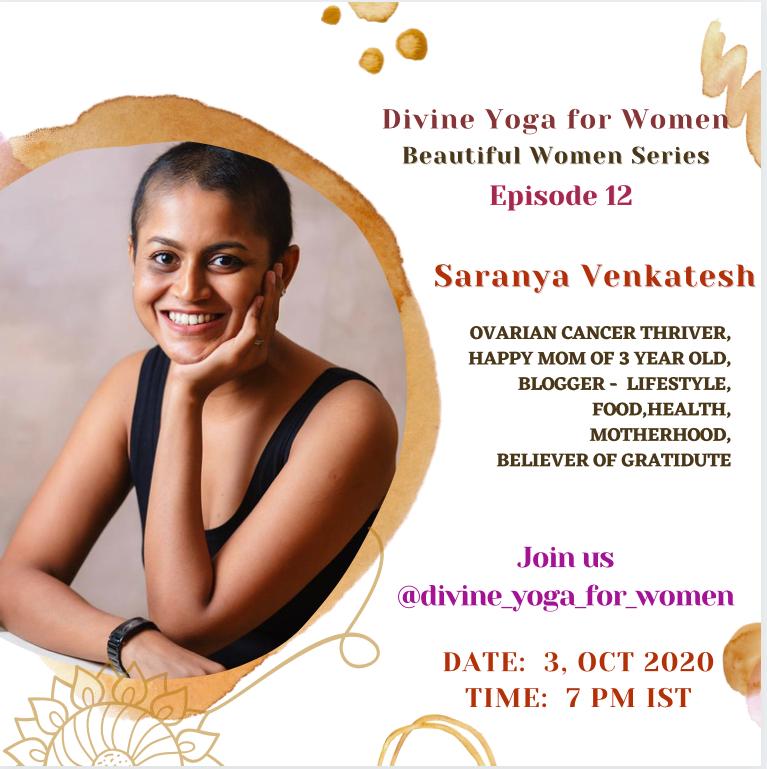 Divine Yoga for Women
Beautiful Women Series
Episode 12
Saranya Venkatesh
OVARIAN CANCER THRIVER,
HAPPY MOM OF 3 YEAR OLD,
BLOGGER - LIFESTYLE,
FOOD,HEALTH,
MOTHERHOOD,
BELIEVER OF GRATIDUTE
Join us
@divine_yoga_for_women
DATE: 3, OCT 2020
TIME: 7 PM IST